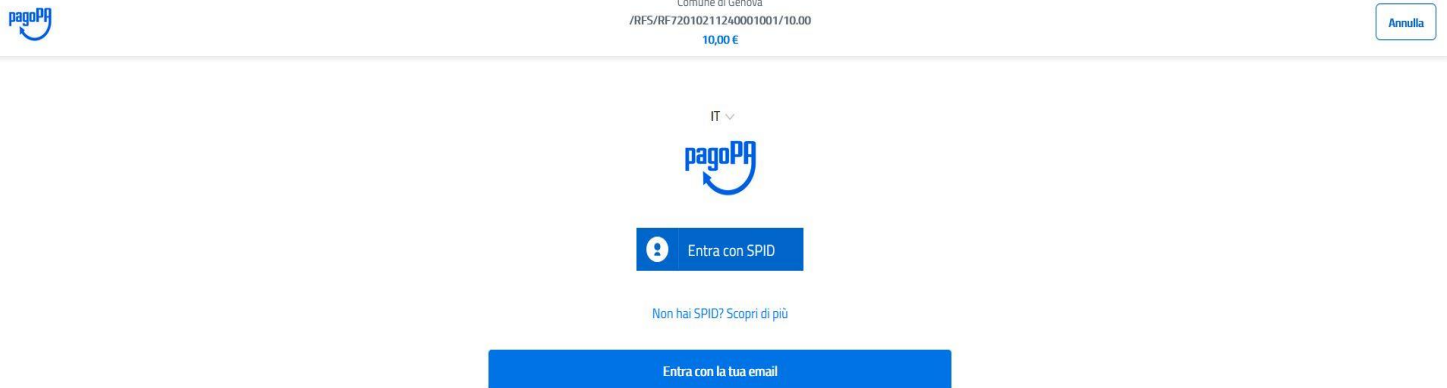 pagoPA
Comune di Genova
/RFS/RF72010211240001001/10.00
10,00 €
Annulla
IT
pagoPA
Entra con SPID
Non hai SPID? Scopri di più
Entra con la tua email